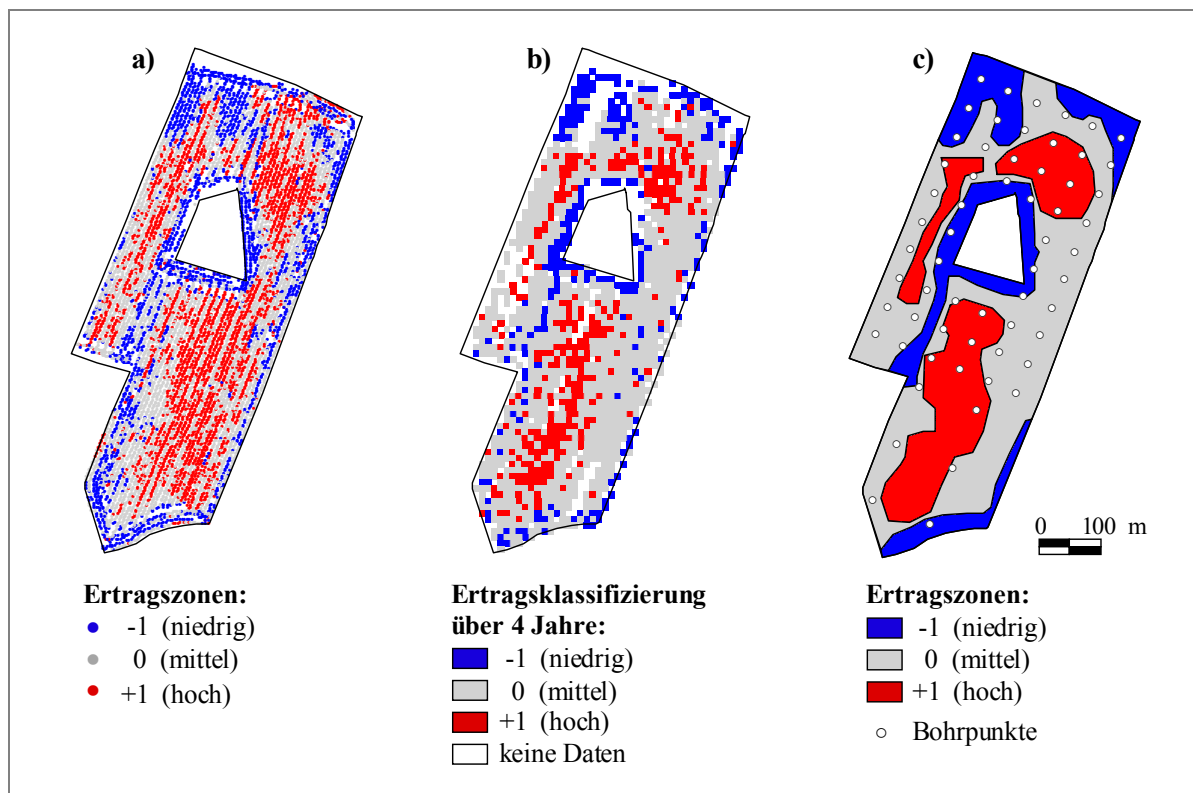 a)
b)
c)
0 100 m
Ertragszonen:
-1 (niedrig)
0 (mittel)
+1 (hoch)
Ertragsklassifizierung
über 4 Jahre:
-1 (niedrig)
0 (mittel)
+1 (hoch)
keine Daten
Ertragszonen:
-1 (niedrig)
0 (mittel)
+1 (hoch)
Bohrpunkte